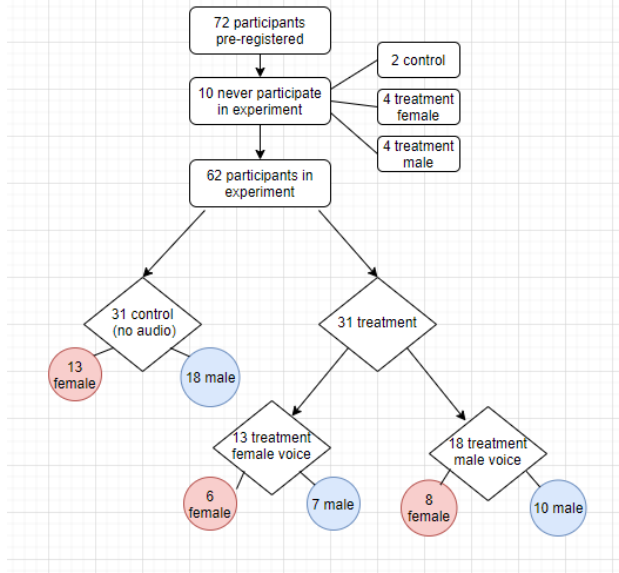 72 participants
pre-registered
2 control
10 never participate
in experiment
4 treatment
female
4 treatment
male
62 participants in
experiment
31 control
(no audio)
31 treatment
13
female
18 male
13 treatment
female voice
18 treatment
male voice
6
female
7 male
8
female
10 male